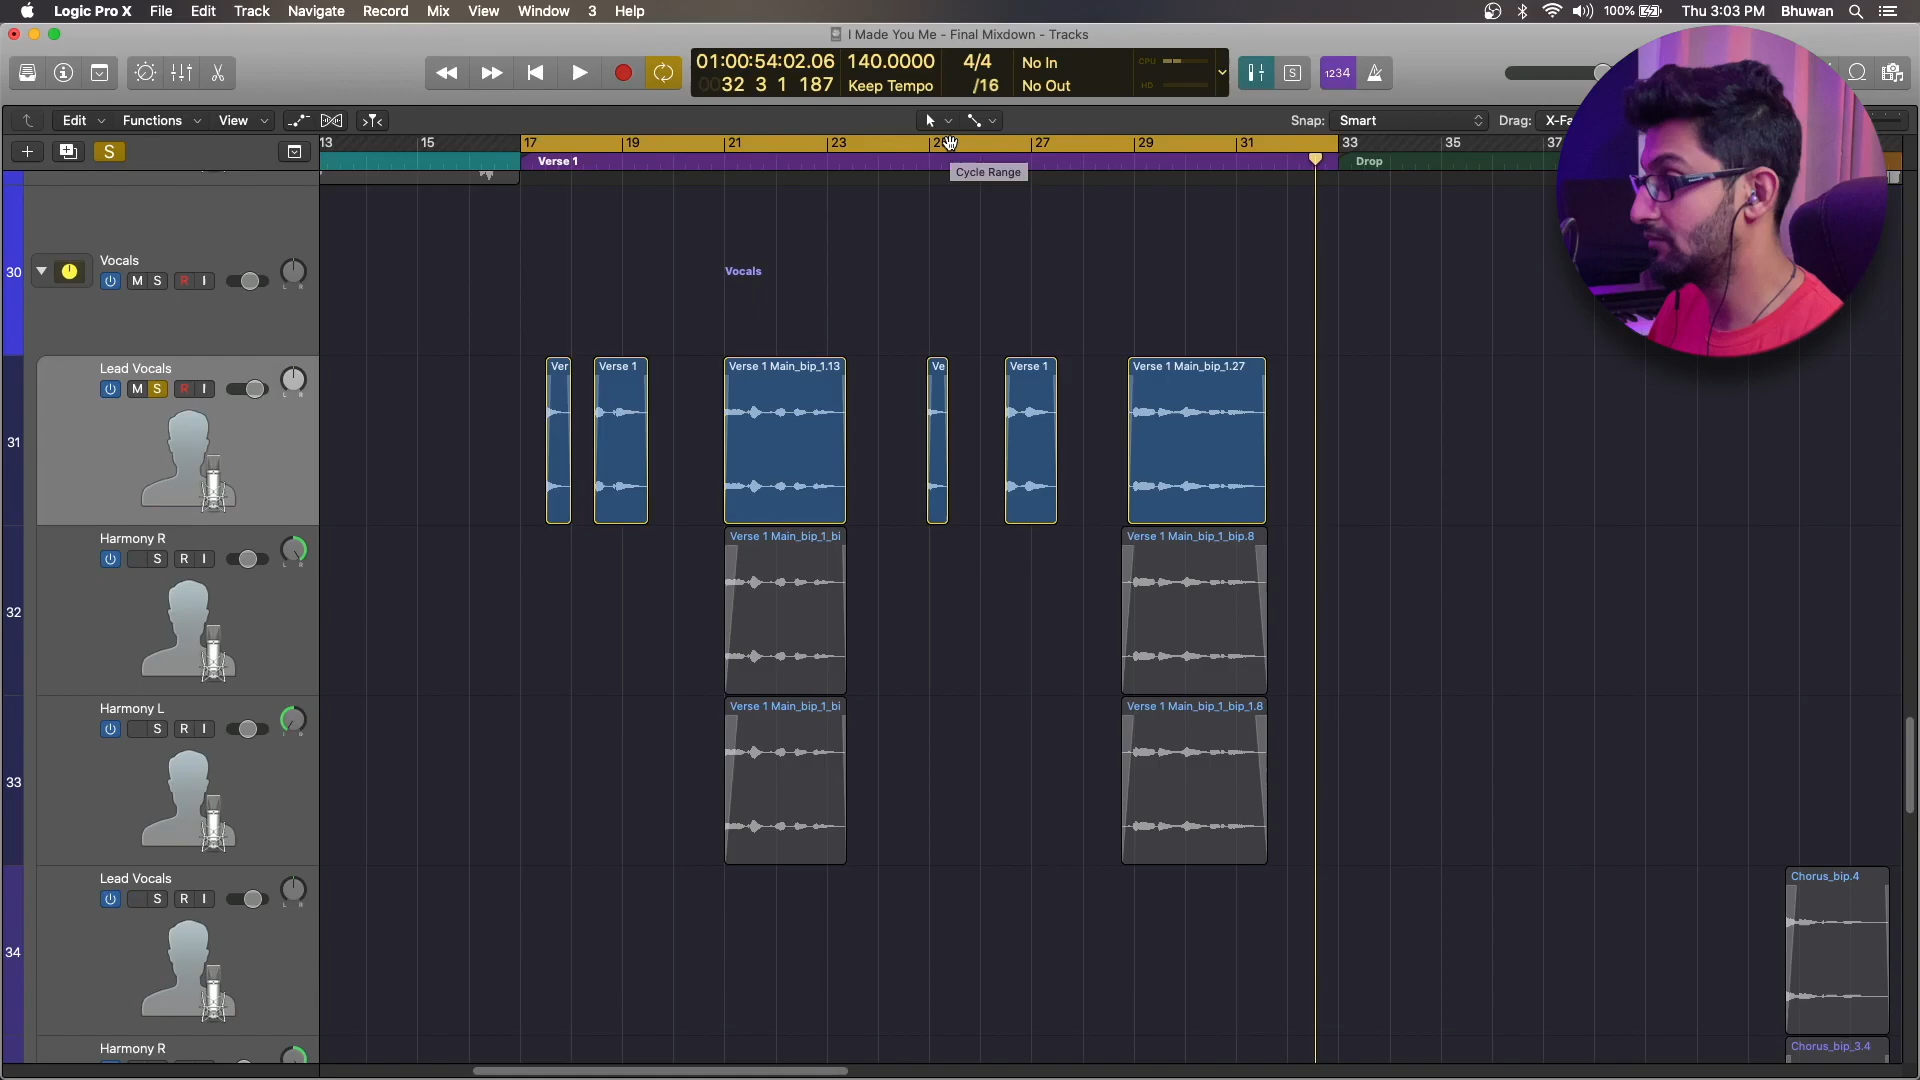 Logic Pro X File Edit Track Navigate Record Mix View Window 3 Help 100% Thu 3:03 PM Bhuwan
I Made You Me - Final Mixdown - Tracks
01:00:54:02.06 140.0000 4/4 No In CPU
0032 3 1 187 Keep Tempo /16 No Out HD
S 1234
Edit Functions View Snap: Smart Drag: X-Fa
13 15 17 19 21 23 25 27 29 31 33 35 37
S
Verse 1 Drop
Cycle Range
30 Vocals
M S R I
Vocals
L R
31 Lead Vocals
M S R I
L R
Ver Verse 1 Verse 1 Main_bip_1.13 Ve Verse 1 Verse 1 Main_bip_1.27
32 Harmony R
S R I
L R
Verse 1 Main_bip_1_bi Verse 1 Main_bip_1_bip.8
33 Harmony L
S R I
L R
Verse 1 Main_bip_1_bi Verse 1 Main_bip_1_bip_1.8
34 Lead Vocals
S R I
L R
Chorus_bip.4
Harmony R
Chorus_bip_3.4